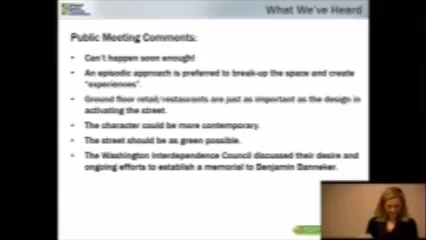 What We've Heard
Public Meeting Comments:
• Can't happen soon enough!
• An episodic approach is preferred to break-up the space and create
"experiences".
• Ground floor retail/restaurants are just as important as the design in
activating the street.
• The character could be more contemporary.
• The street should be as green possible.
• The Washington Interdependence Council discussed their desire and
ongoing efforts to establish a memorial to Benjamin Banneker.